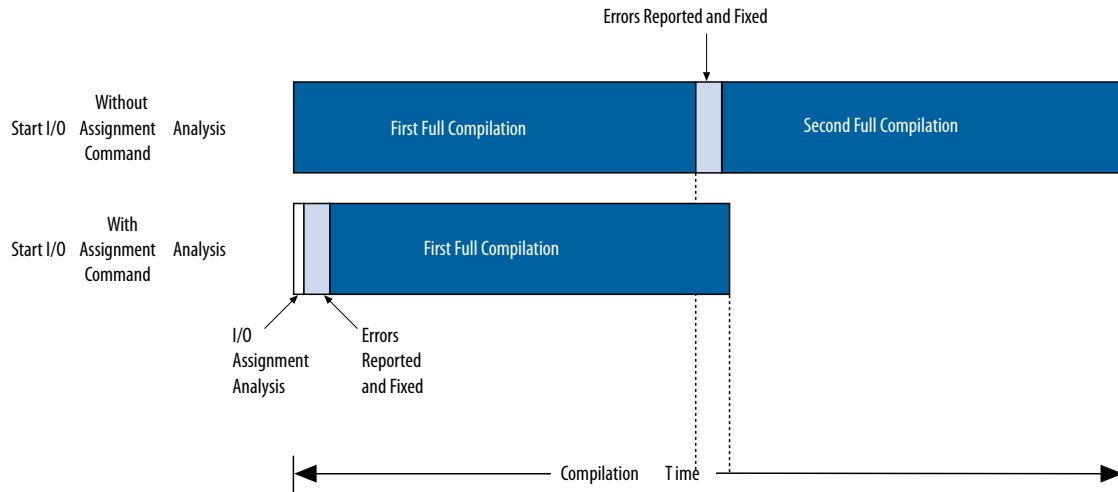 Errors Reported and Fixed
Without
Start I/O Assignment Analysis
Command
First Full Compilation
Second Full Compilation
With
Start I/O Assignment Analysis
Command
First Full Compilation
I/O
Assignment
Analysis
Errors
Reported
and Fixed
Compilation Time